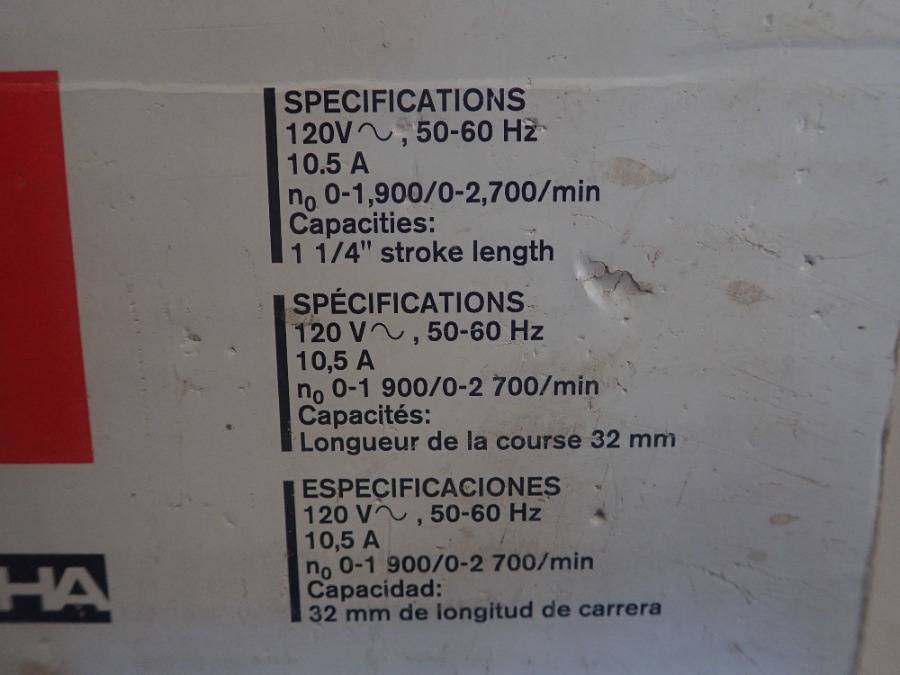 SPECIFICATIONS
120V ∿, 50-60 Hz
10.5 A
n₀ 0-1,900/0-2,700/min
Capacities:
1 1/4" stroke length
SPÉCIFICATIONS
120 V ∿, 50-60 Hz
10,5 A
n₀ 0-1 900/0-2 700/min
Capacités:
Longueur de la course 32 mm
ESPECIFICACIONES
120 V ∿, 50-60 Hz
10,5 A
n₀ 0-1 900/0-2 700/min
Capacidad:
32 mm de longitud de carrera
HA